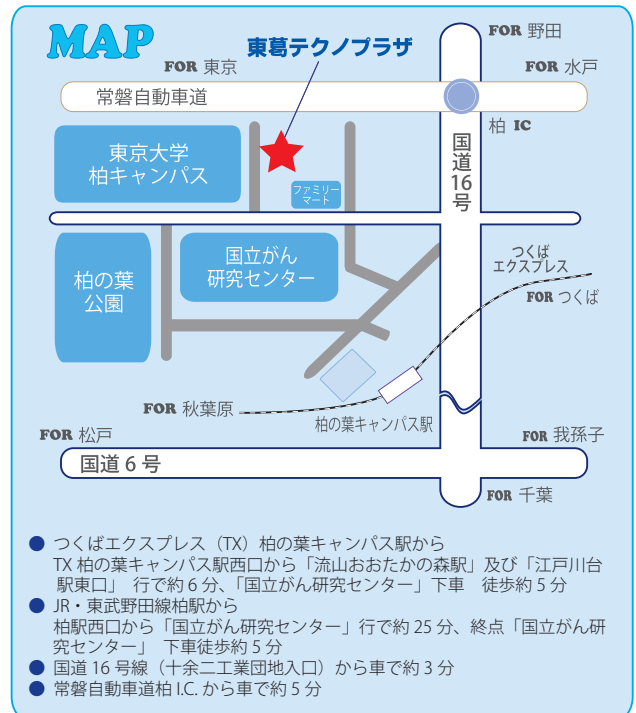 MAP
東葛テクノプラザ
FOR 野田
FOR 東京
FOR 水戸
常磐自動車道
柏 IC
東京大学
柏キャンパス
国道16号
ファミリー
マート
つくば
エクスプレス
国立がん
研究センター
柏の葉
公園
FOR つくば
FOR 秋葉原
柏の葉キャンパス駅
FOR 松戸
FOR 我孫子
国道 6 号
FOR 千葉
● つくばエクスプレス（TX）柏の葉キャンパス駅から
TX 柏の葉キャンパス駅西口から「流山おおたかの森駅」及び「江戸川台
駅東口」 行で約 6 分、「国立がん研究センター」下車 徒歩約 5 分
● JR・東武野田線柏駅から
柏駅西口から「国立がん研究センター」行で約 25 分、終点「国立がん研
究センター」 下車徒歩約 5 分
● 国道 16 号線（十余二工業団地入口）から車で約 3 分
● 常磐自動車道柏 I.C. から車で約 5 分